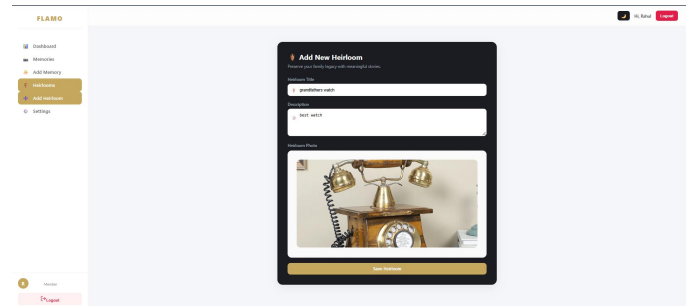 FLAMO
Hi, Rahul
Logout
Dashboard
Memories
Add Memory
Heirlooms
Add Heirloom
Settings
Add New Heirloom
Preserve your family legacy with meaningful stories.
Heirloom Title
grandfathers watch
Description
best watch
Heirloom Photo
Save Heirloom
R
Member
Logout